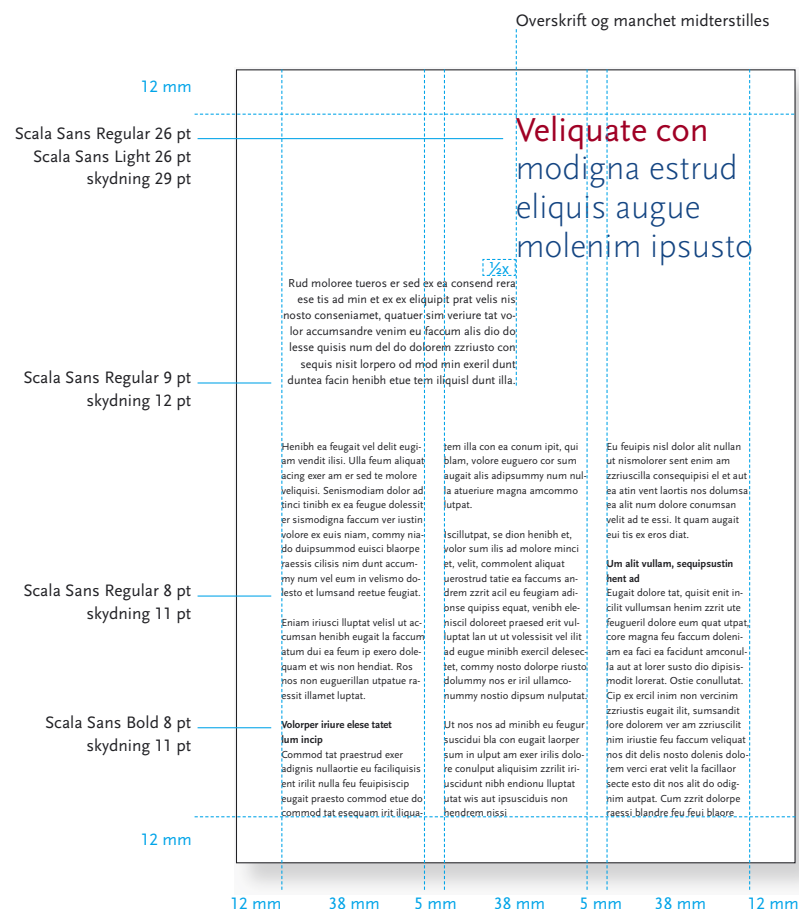 Overskrift og manchet midterstilles
12 mm
Scala Sans Regular 26 pt
Scala Sans Light 26 pt
skydning 29 pt
Veliquate con
modigna estrud
eliquis augue
molenim ipsusto
½x
Rud moloree tueros er sed ex ea consend rera
ese tis ad min et ex ex eliquipit prat velis nis
nosto conseniamet, quatuer sim veriure tat vo-
lor accumsandre venim eu faccum alis dio do
lesse quisis num del do dolorem zzriusto con
sequis nisit lorpero od mod min exeril dunt
duntea facin henibh etue tem iliquisl dunt illa.
Scala Sans Regular 9 pt
skydning 12 pt
Henibh ea feugait vel delit eugi-
am vendit ilisi. Ulla feum aliquat
acing exer am er sed te molore
veliquisi. Senismodiam dolor ad
tinci tinibh ex ea feugue dolessit
er sismodigna faccum ver iustin
volore ex euis niam, commy nia-
do duipsummod euisci blaorpe
raessis cilisis nim dunt accum-
my num vel eum in velismo do-
lesto et lumsand reetue feugiat.
Eniam iriusci lluptat velisl ut ac-
cumsan henibh eugait la faccum
atum dui ea feum ip exero dole-
quam et wis non hendiat. Ros
nos non euguerillan utpatue ra-
essit illamet luptat.
Volorper iriure elese tatet
lum incip
Commod tat praestrud exer
adignis nullaortie eu faciliquisis
ent irilit nulla feu feuipisiscip
eugait praesto commod etue do
commod tat esequam irit iliqua-
tem illa con ea conum ipit, qui
blam, volore euguero cor sum
augait alis adipsummy num nul-
la atueriure magna amcommo
lutpat.
Iscillutpat, se dion henibh et,
volor sum ilis ad molore minci
et, velit, commolent aliquat
uerostrud tatie ea faccums an-
drem zzrit acil eu feugiam adi-
onse quipiss equat, venibh ele-
niscil doloreet praesed erit vul-
luptat lan ut ut volessisit vel ilit
ad eugue minibh exercil delesec-
tet, commy nosto dolorpe riusto
dolummy nos er iril ullamco-
nummy nostio dipsum nulputat.
Ut nos nos ad minibh eu feugur
suscidui bla con eugait laorper
sum in ulput am exer irilis dolo-
re conulput aliquisim zzrilit iri-
uscidunt nibh endionu lluptat
utat wis aut ipsusciduis non
hendrem nissi
Eu feuipis nisl dolor alit nullan
ut nismolorer sent enim am
zzriuscilla consequipisi el et aut
ea atin vent laortis nos dolumsa
ea alit num dolore conumsan
velit ad te essi. It quam augait
eui tis ex eros diat.
Um alit vullam, sequipsustin
hent ad
Eugait dolore tat, quisit enit in-
cilit vullumsan henim zzrit ute
feugueril dolore eum quat utpat,
core magna feu faccum doleni-
am ea faci ea facidunt amconul-
la aut at lorer susto dio dipisis-
modit lorerat. Ostie conullutat.
Cip ex ercil inim non vercinim
zzriustis eugait ilit, sumsandit
lore dolorem ver am zzriuscilit
nim iriustie feu faccum veliquat
nos dit delis nosto dolenis dolo-
rem verci erat velit la facillaor
secte esto dit nos alit do odig-
nim autpat. Cum zzrit dolorpe
raessi blandre feu feui blaore
Scala Sans Regular 8 pt
skydning 11 pt
Scala Sans Bold 8 pt
skydning 11 pt
12 mm
12 mm
38 mm
5 mm
38 mm
5 mm
38 mm
12 mm